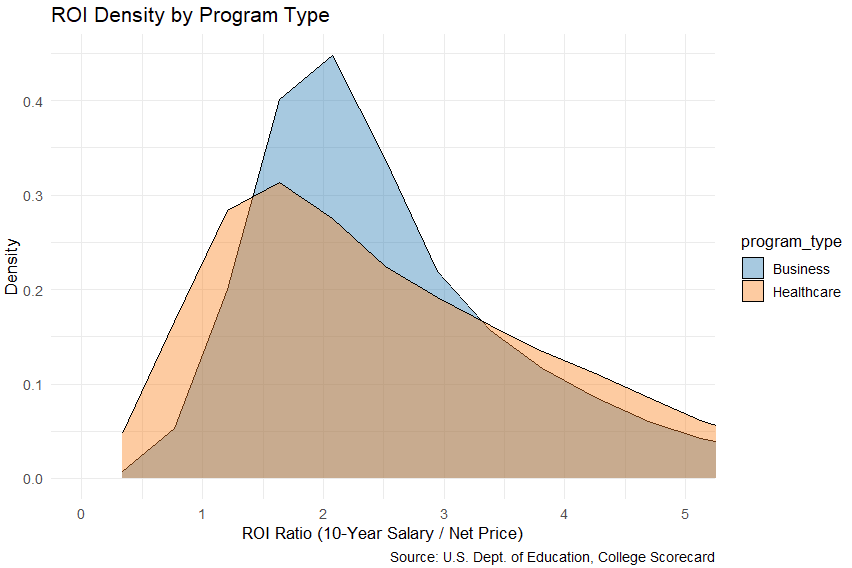 ROI Density by Program Type
Density
0.4
0.3
0.2
0.1
0.0
0 1 2 3 4 5
ROI Ratio (10-Year Salary / Net Price)
Source: U.S. Dept. of Education, College Scorecard
program_type
Business
Healthcare